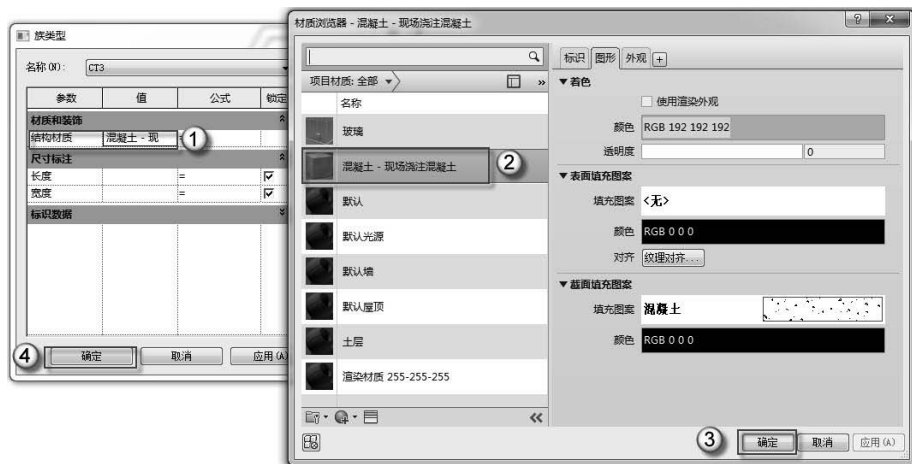 族类型
名称(N): CT3
参数 值 公式 锁定
材质和装饰
结构材质 混凝土 - 现 =
①
尺寸标注
长度 =
宽度 =
标识数据
④ 确定 取消 应用(A)
材质浏览器 - 混凝土 - 现场浇注混凝土
项目材质: 全部 »
名称
玻璃
混凝土 - 现场浇注混凝土 ②
默认
默认光源
默认墙
默认屋顶
土层
渲染材质 255-255-255
标识 图形 外观 +
▼着色
使用渲染外观
颜色 RGB 192 192 192
透明度 0
▼表面填充图案
填充图案 <无>
颜色 RGB 0 0 0
对齐 纹理对齐...
▼截面填充图案
填充图案 混凝土
颜色 RGB 0 0 0
③ 确定 取消 应用(A)